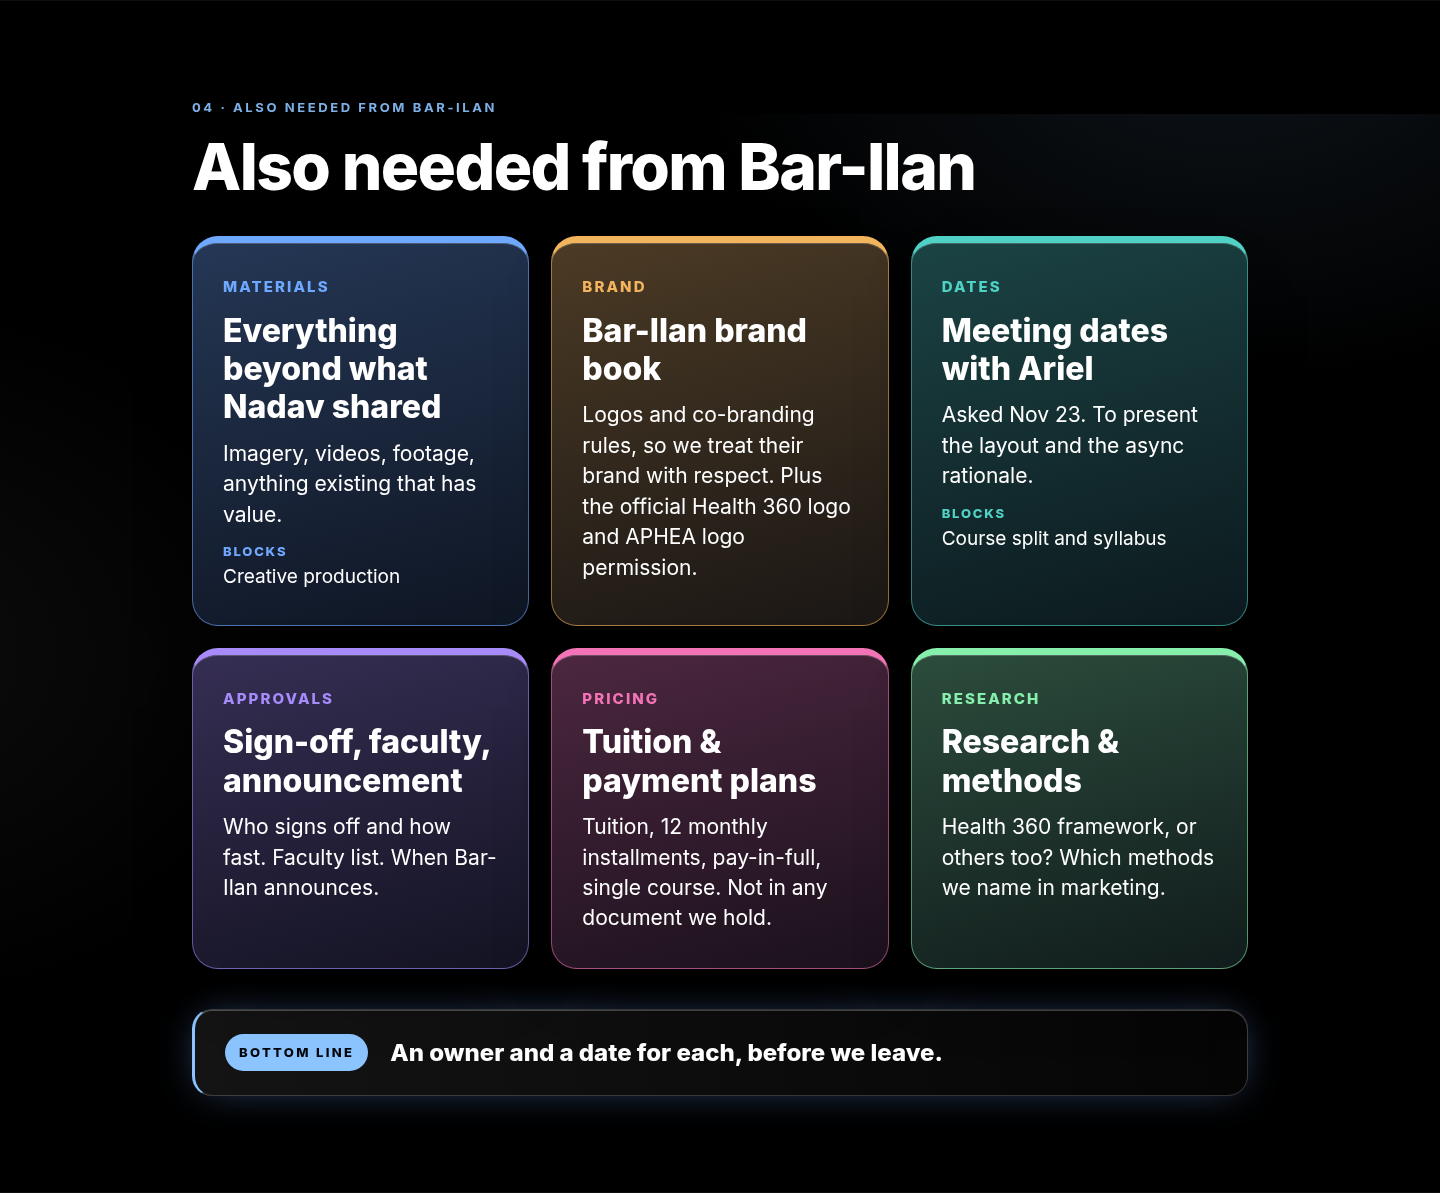 04 · ALSO NEEDED FROM BAR-ILAN
Also needed from Bar-Ilan
MATERIALS
Everything
beyond what
Nadav shared
Imagery, videos, footage,
anything existing that has
value.
BLOCKS
Creative production
BRAND
Bar-Ilan brand
book
Logos and co-branding
rules, so we treat their
brand with respect. Plus
the official Health 360 logo
and APHEA logo
permission.
DATES
Meeting dates
with Ariel
Asked Nov 23. To present
the layout and the async
rationale.
BLOCKS
Course split and syllabus
APPROVALS
Sign-off, faculty,
announcement
Who signs off and how
fast. Faculty list. When Bar-
Ilan announces.
PRICING
Tuition &
payment plans
Tuition, 12 monthly
installments, pay-in-full,
single course. Not in any
document we hold.
RESEARCH
Research &
methods
Health 360 framework, or
others too? Which methods
we name in marketing.
BOTTOM LINE
An owner and a date for each, before we leave.